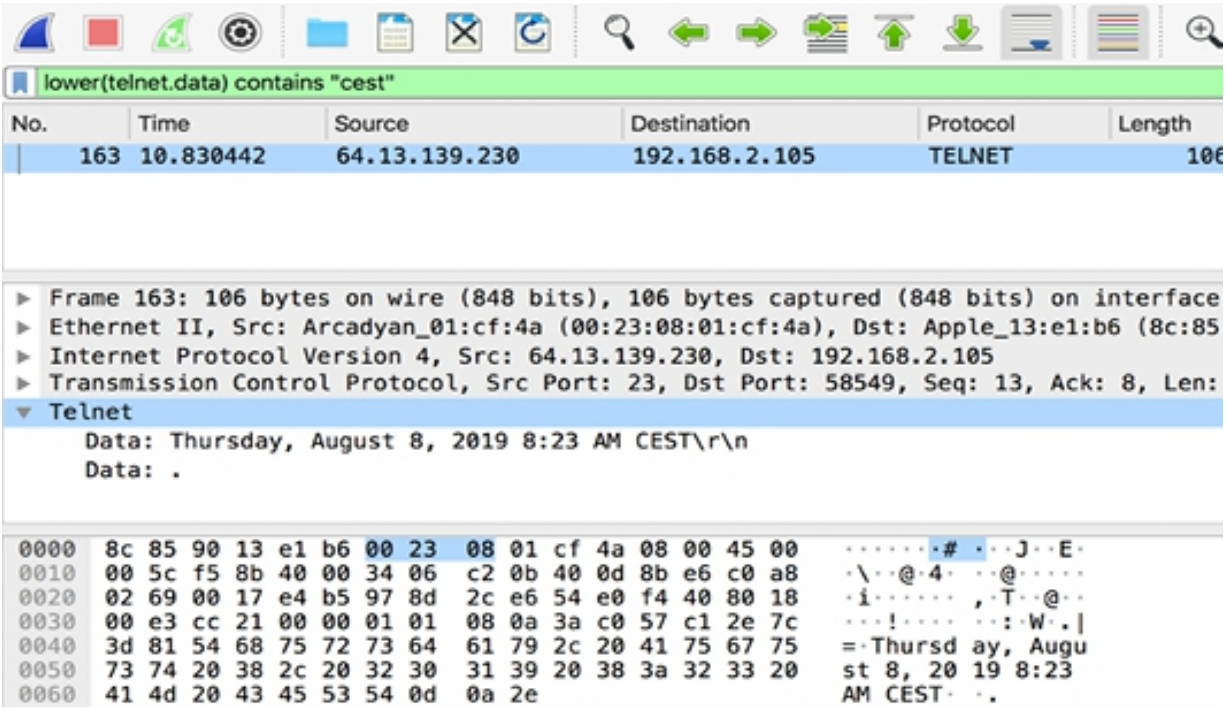 lower(telnet.data) contains "cest"
No. Time Source Destination Protocol Length
163 10.830442 64.13.139.230 192.168.2.105 TELNET 106
Frame 163: 106 bytes on wire (848 bits), 106 bytes captured (848 bits) on interface
Ethernet II, Src: Arcadyan_01:cf:4a (00:23:08:01:cf:4a), Dst: Apple_13:e1:b6 (8c:85
Internet Protocol Version 4, Src: 64.13.139.230, Dst: 192.168.2.105
Transmission Control Protocol, Src Port: 23, Dst Port: 58549, Seq: 13, Ack: 8, Len:
Telnet
Data: Thursday, August 8, 2019 8:23 AM CEST\r\n
Data: .
0000 8c 85 90 13 e1 b6 00 23 08 01 cf 4a 08 00 45 00 ·······# ···J··E·
0010 00 5c f5 8b 40 00 34 06 c2 0b 40 0d 8b e6 c0 a8 ·\··@·4· ··@·····
0020 02 69 00 17 e4 b5 97 8d 2c e6 54 e0 f4 40 80 18 ·i······ ,·T··@··
0030 00 e3 cc 21 00 00 01 01 08 0a 3a c0 57 c1 2e 7c ···!···· ··:·W·.|
0040 3d 81 54 68 75 72 73 64 61 79 2c 20 41 75 67 75 =·Thursd ay, Augu
0050 73 74 20 38 2c 20 32 30 31 39 20 38 3a 32 33 20 st 8, 20 19 8:23
0060 41 4d 20 43 45 53 54 0d 0a 2e AM CEST· ·.